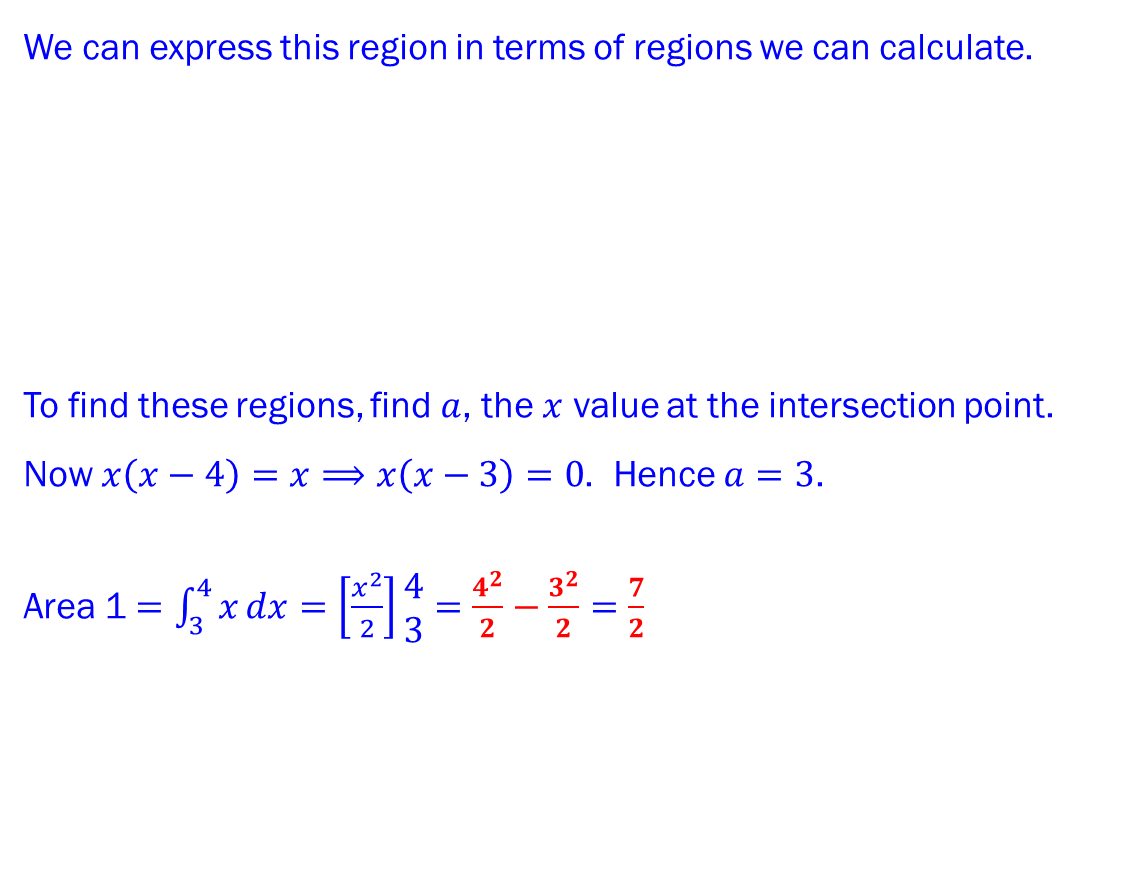 We can express this region in terms of regions we can calculate.
To find these regions, find a, the x value at the intersection point.
Now x(x − 4) = x ⟹ x(x − 3) = 0. Hence a = 3.
Area 1 = ∫₃⁴ x dx = [x²/2] 4 3 = 4²/2 − 3²/2 = 7/2